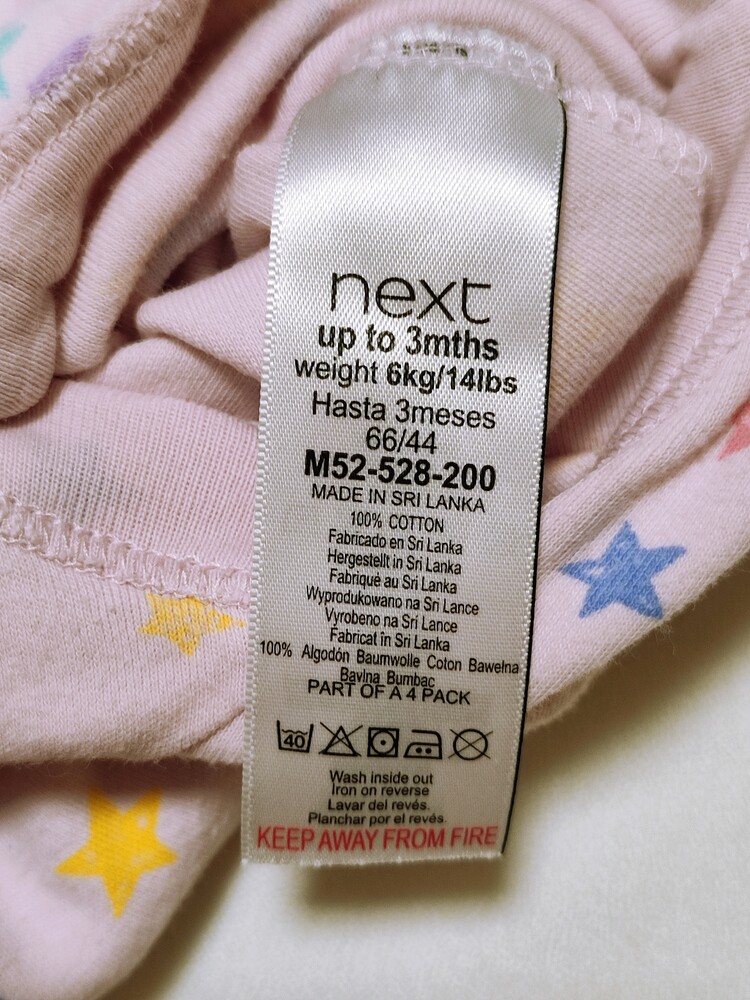 next
up to 3mths
weight 6kg/14lbs
Hasta 3meses
66/44
M52-528-200
MADE IN SRI LANKA
100% COTTON
Fabricado en Sri Lanka
Hergestellt in Sri Lanka
Fabriqué au Sri Lanka
Wyprodukowano na Sri Lance
Vyrobeno na Sri Lance
Fabricat în Sri Lanka
100% Algodón Baumwolle Coton Bawełna
Bavlna Bumbac
PART OF A 4 PACK
40
Wash inside out
Iron on reverse
Lavar del revés.
Planchar por el revés.
KEEP AWAY FROM FIRE